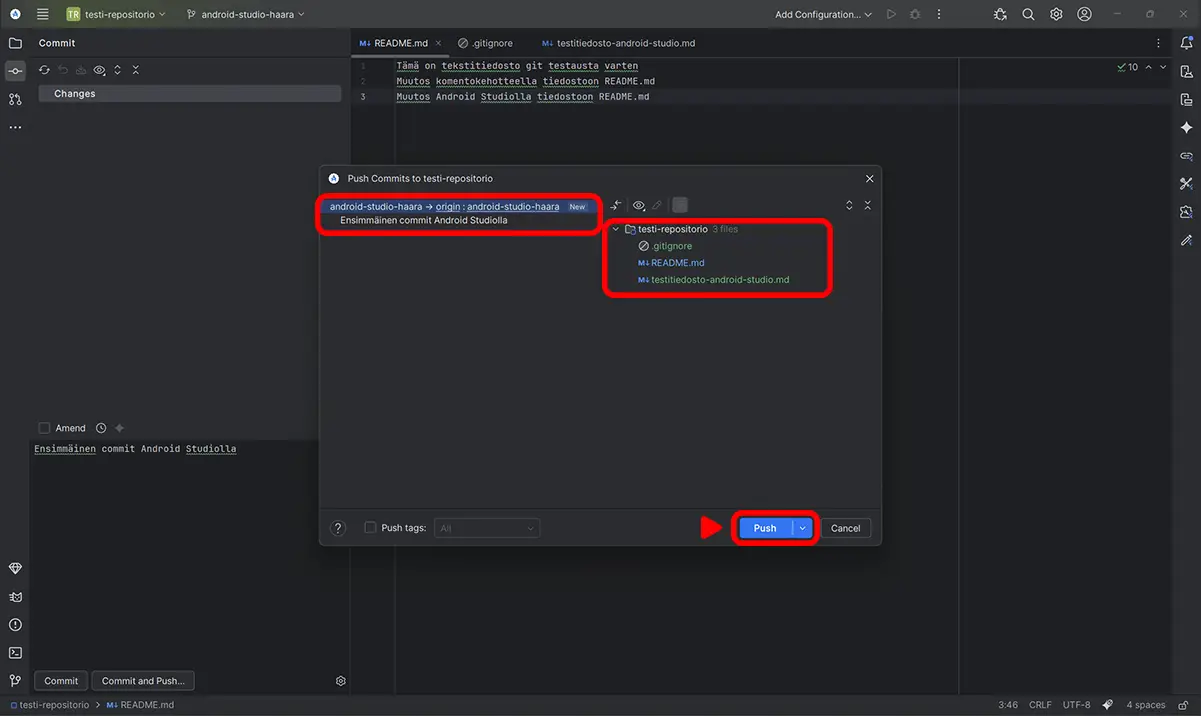 TR testi-repositorio android-studio-haara Add Configuration...
Commit
README.md .gitignore testitiedosto-android-studio.md
Changes
1 Tämä on tekstitiedosto git testausta varten
2 Muutos komentokehotteella tiedostoon README.md
3 Muutos Android Studiolla tiedostoon README.md
10
Push Commits to testi-repositorio
android-studio-haara → origin : android-studio-haara New
Ensimmäinen commit Android Studiolla
testi-repositorio 3 files
.gitignore
README.md
testitiedosto-android-studio.md
Amend
Ensimmäinen commit Android Studiolla
? Push tags: All Push Cancel
Commit Commit and Push...
testi-repositorio > README.md 3:46 CRLF UTF-8 4 spaces